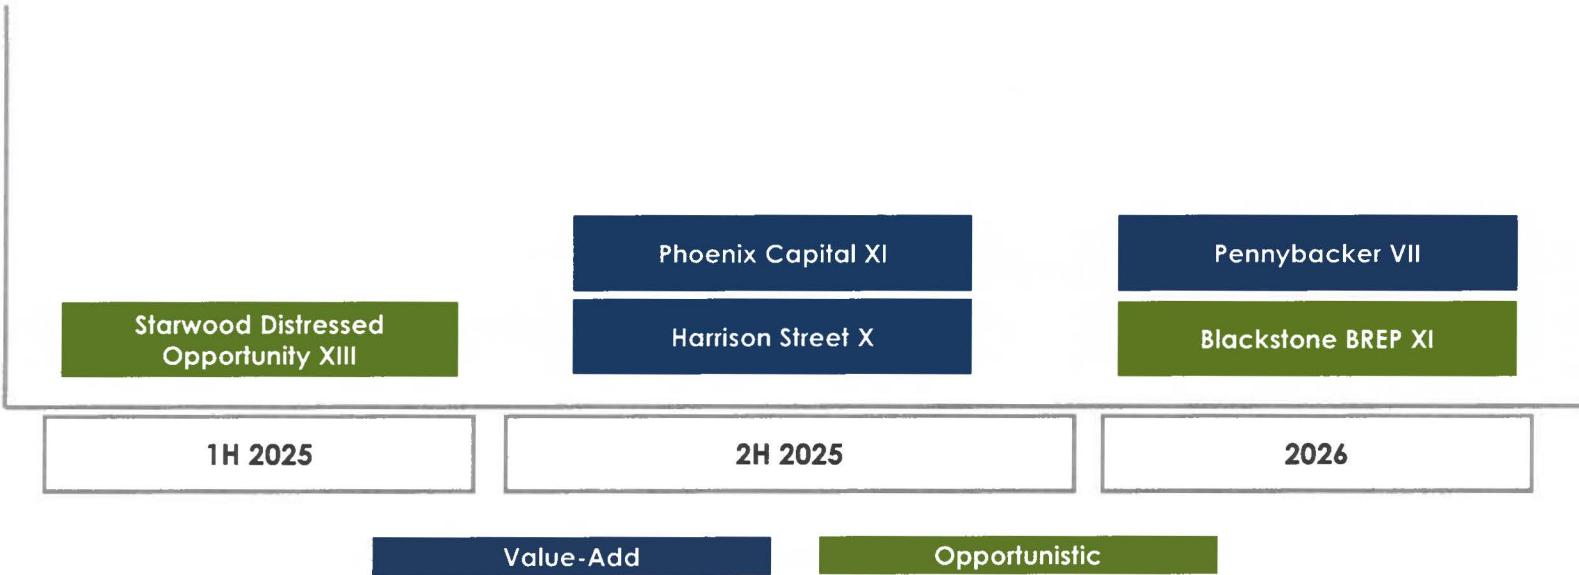 Phoenix Capital XI
Pennybacker VII
Starwood Distressed
Opportunity XIII
Harrison Street X
Blackstone BREP XI
1H 2025
2H 2025
2026
Value-Add
Opportunistic